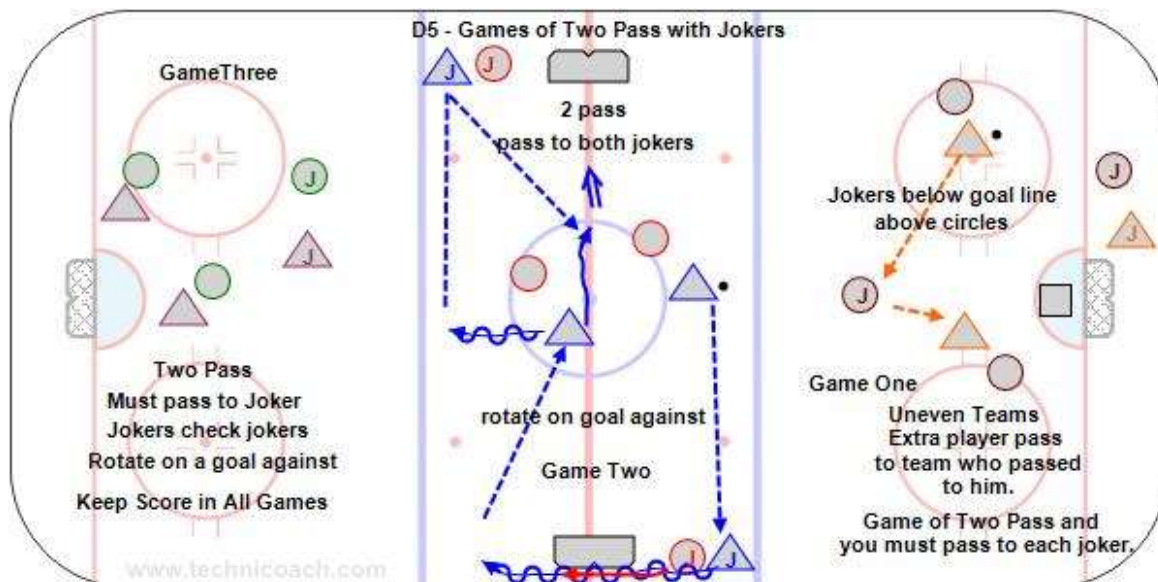 D5 - Games of Two Pass with Jokers
GameThree
J
J
J
J
Two Pass
Must pass to Joker
Jokers check jokers
Rotate on a goal against
Keep Score in All Games
www.technicoach.com
2 pass
pass to both jokers
rotate on goal against
Game Two
J
J
Jokers below goal line
above circles
J
J
J
Game One
Uneven Teams
Extra player pass
to team who passed
to him.
Game of Two Pass and
you must pass to each joker.